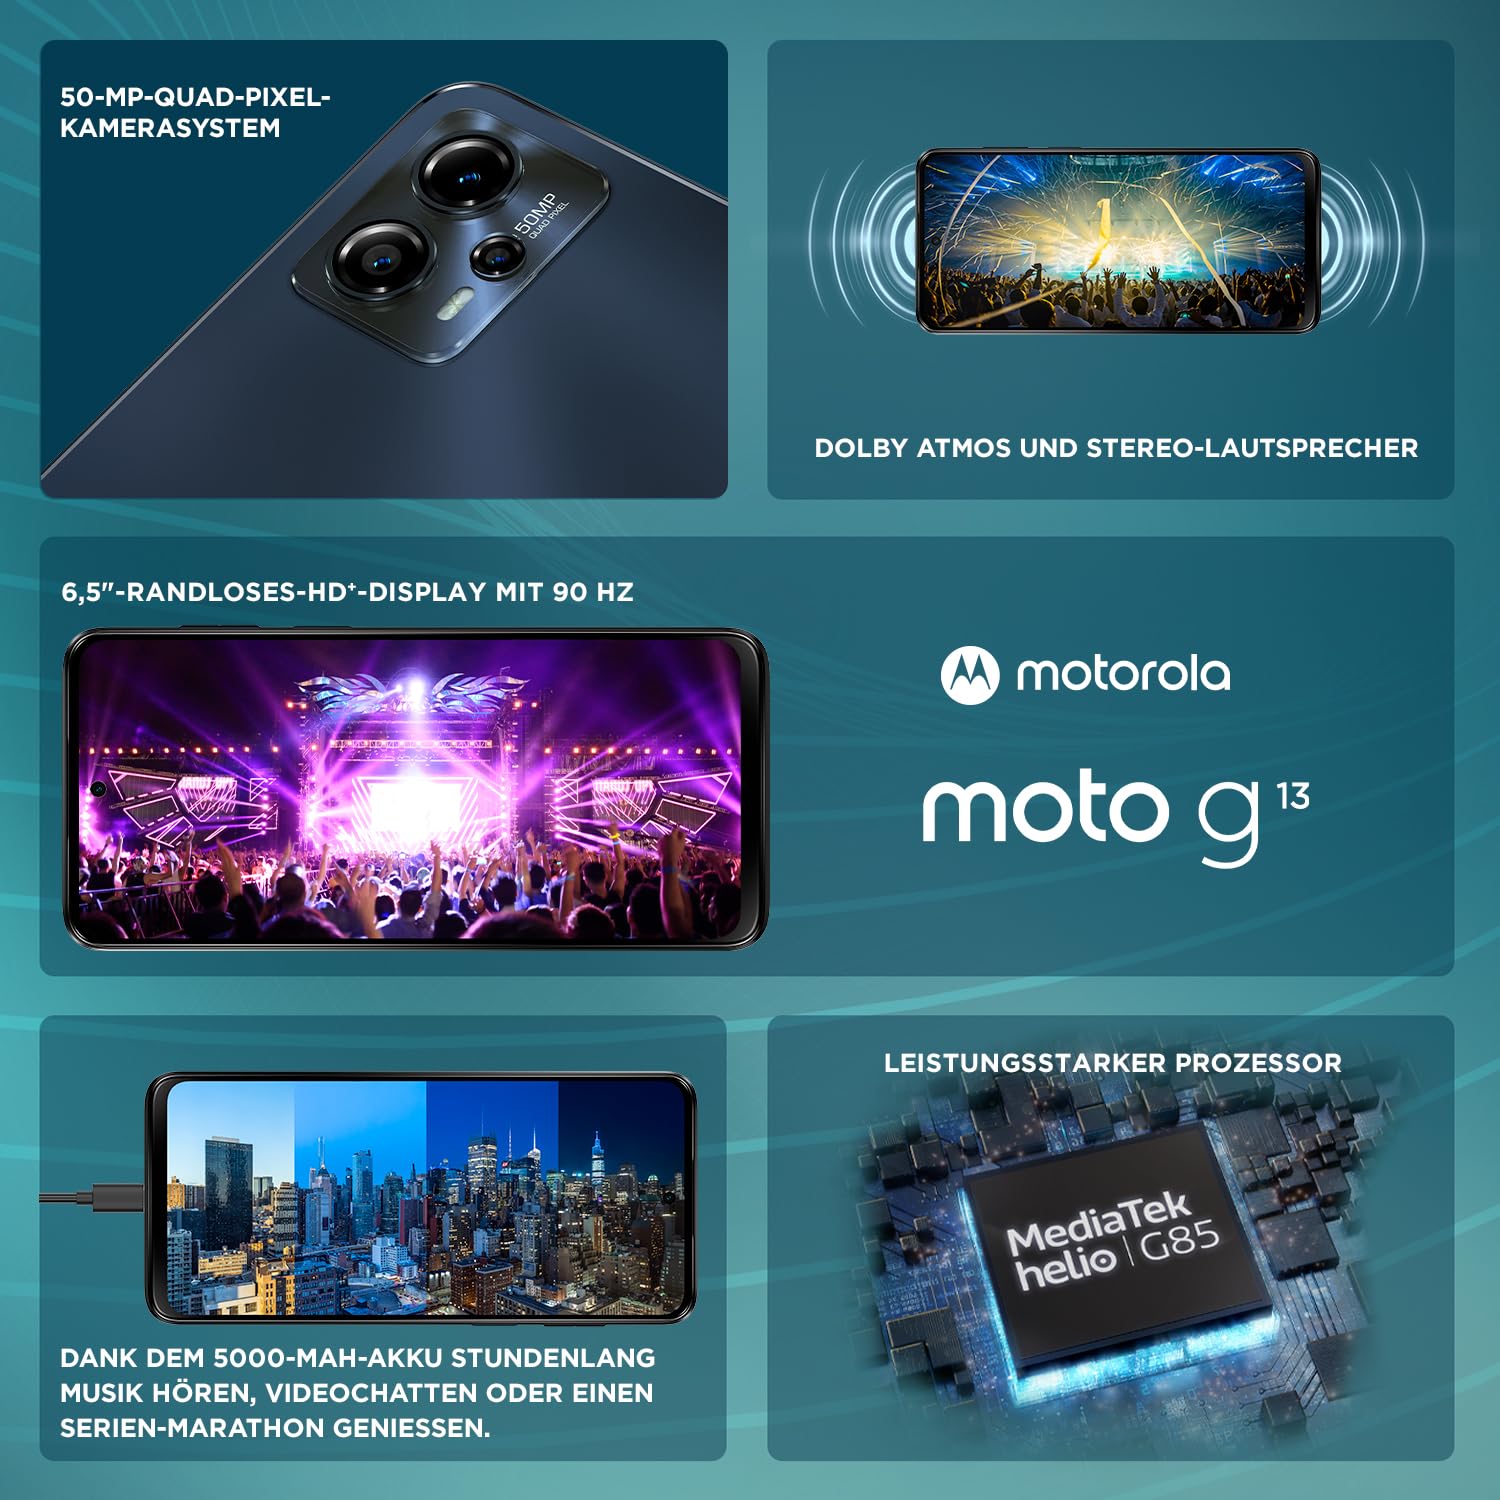 50-MP-QUAD-PIXEL-
KAMERASYSTEM
50MP
QUAD PIXEL
DOLBY ATMOS UND STEREO-LAUTSPRECHER
6,5"-RANDLOSES-HD+-DISPLAY MIT 90 HZ
motorola
moto g13
DANK DEM 5000-MAH-AKKU STUNDENLANG
MUSIK HÖREN, VIDEOCHATTEN ODER EINEN
SERIEN-MARATHON GENIESSEN.
LEISTUNGSSTARKER PROZESSOR
MediaTek
helio | G85